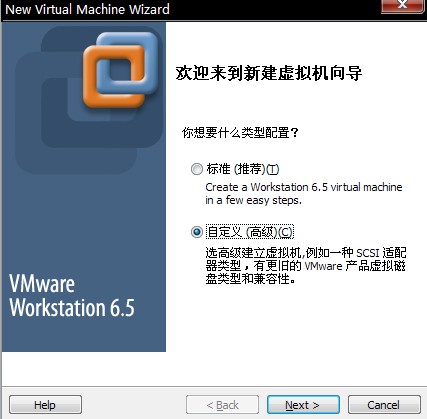 New Virtual Machine Wizard
欢迎来到新建虚拟机向导
你想要什么类型配置？
标准 (推荐)(T)
Create a Workstation 6.5 virtual machine
in a few easy steps.
自定义 (高级)(C)
选高级建立虚拟机,例如一种 SCSI 适配
器类型，有更旧的 VMware 产品虚拟磁
盘类型和兼容性。
VMware
Workstation 6.5
Help
< Back
Next >
Cancel